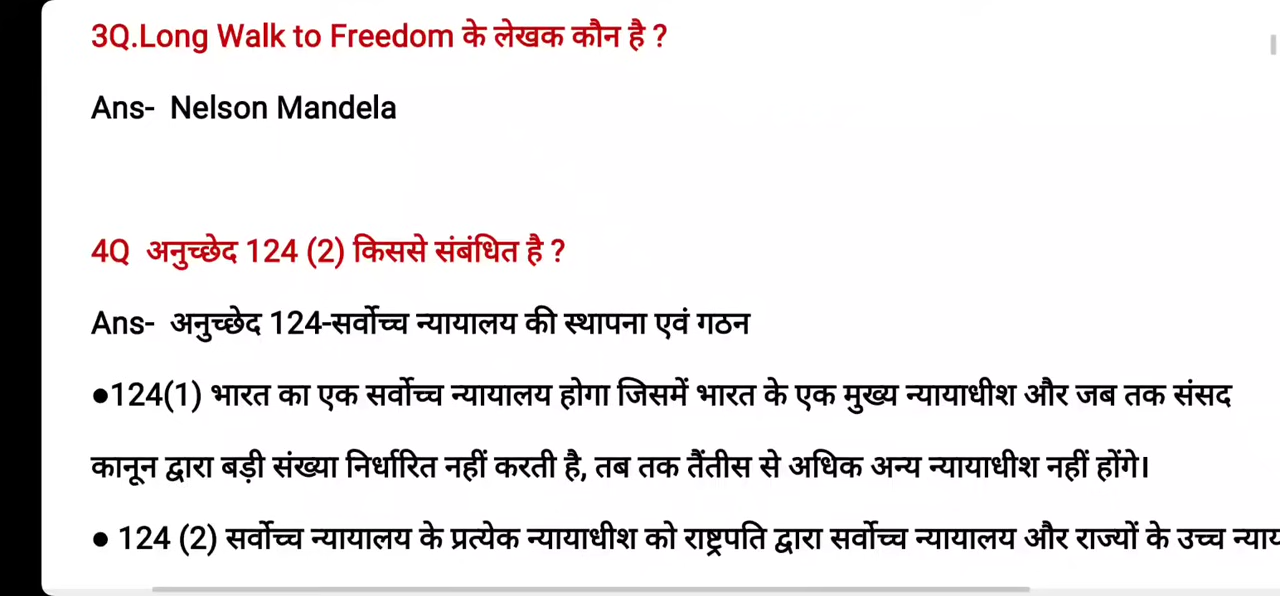 3Q.Long Walk to Freedom के लेखक कौन है ?
Ans- Nelson Mandela
4Q अनुच्छेद 124 (2) किससे संबंधित है ?
Ans- अनुच्छेद 124-सर्वोच्च न्यायालय की स्थापना एवं गठन
●124(1) भारत का एक सर्वोच्च न्यायालय होगा जिसमें भारत के एक मुख्य न्यायाधीश और जब तक संसद
कानून द्वारा बड़ी संख्या निर्धारित नहीं करती है, तब तक तैंतीस से अधिक अन्य न्यायाधीश नहीं होंगे।
● 124 (2) सर्वोच्च न्यायालय के प्रत्येक न्यायाधीश को राष्ट्रपति द्वारा सर्वोच्च न्यायालय और राज्यों के उच्च